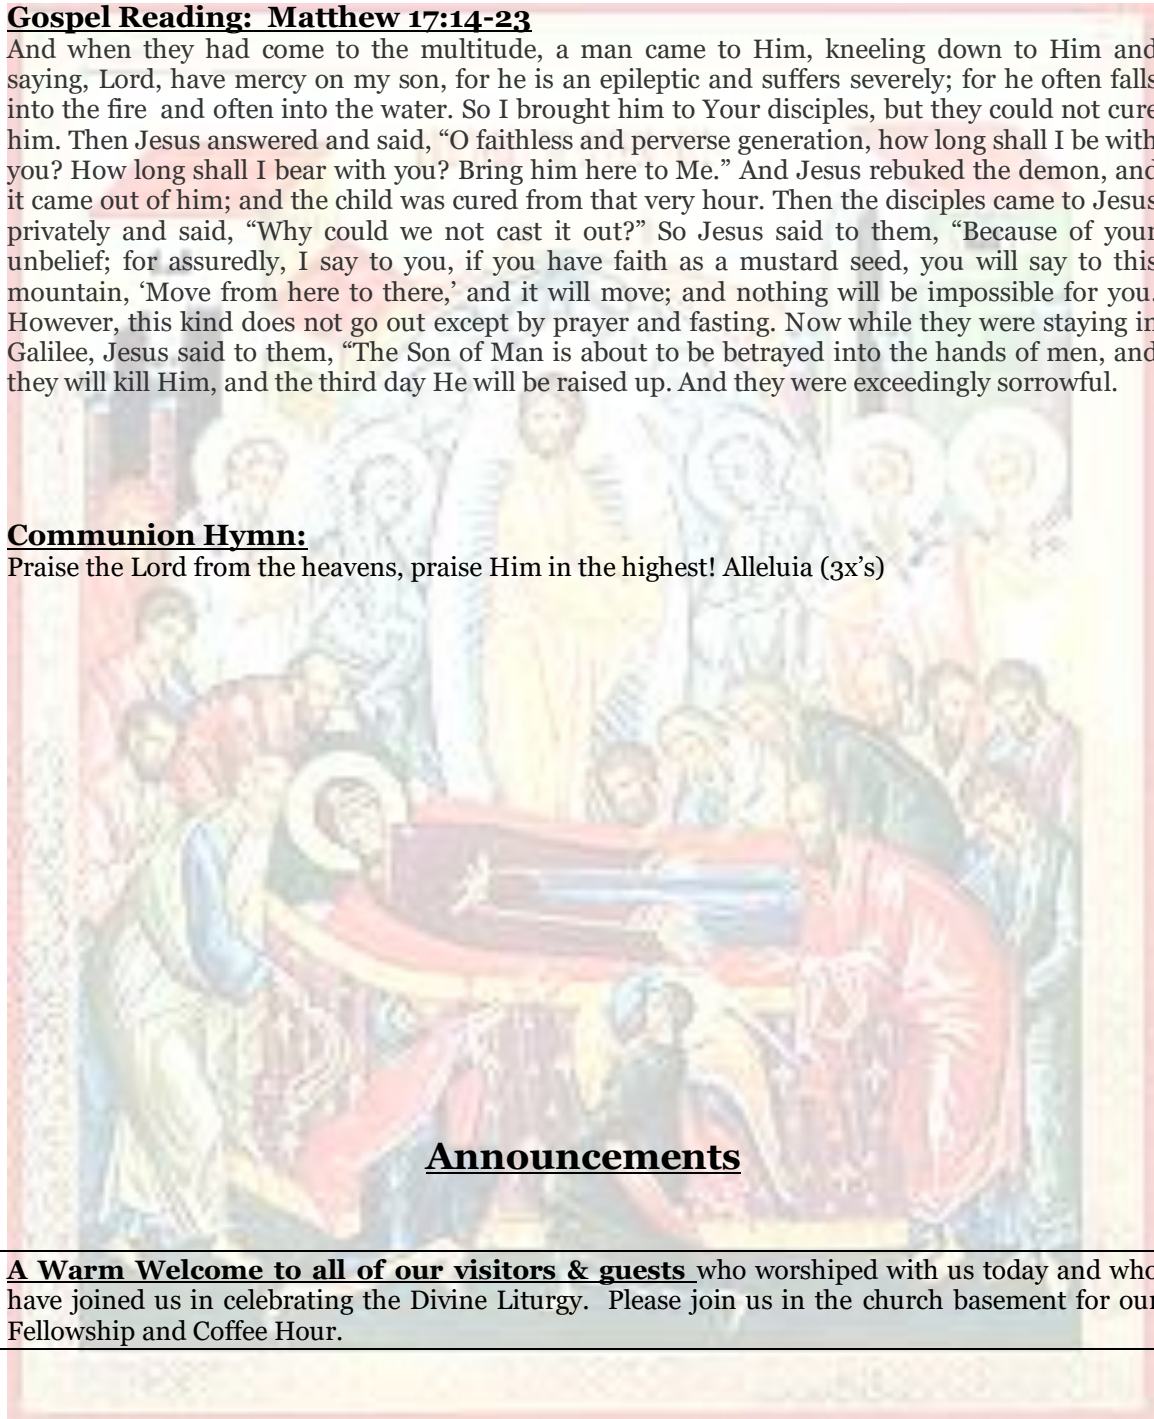 Gospel Reading:  Matthew 17:14-23
And when they had come to the multitude, a man came to Him, kneeling down to Him and
saying, Lord, have mercy on my son, for he is an epileptic and suffers severely; for he often falls
into the fire  and often into the water. So I brought him to Your disciples, but they could not cure
him. Then Jesus answered and said, “O faithless and perverse generation, how long shall I be with
you? How long shall I bear with you? Bring him here to Me.” And Jesus rebuked the demon, and
it came out of him; and the child was cured from that very hour. Then the disciples came to Jesus
privately and said, “Why could we not cast it out?” So Jesus said to them, “Because of your
unbelief; for assuredly, I say to you, if you have faith as a mustard seed, you will say to this
mountain, ‘Move from here to there,’ and it will move; and nothing will be impossible for you.
However, this kind does not go out except by prayer and fasting. Now while they were staying in
Galilee, Jesus said to them, “The Son of Man is about to be betrayed into the hands of men, and
they will kill Him, and the third day He will be raised up. And they were exceedingly sorrowful.
Communion Hymn:
Praise the Lord from the heavens, praise Him in the highest! Alleluia (3x’s)
Announcements
A Warm Welcome to all of our visitors & guests who worshiped with us today and who
have joined us in celebrating the Divine Liturgy.  Please join us in the church basement for our
Fellowship and Coffee Hour.